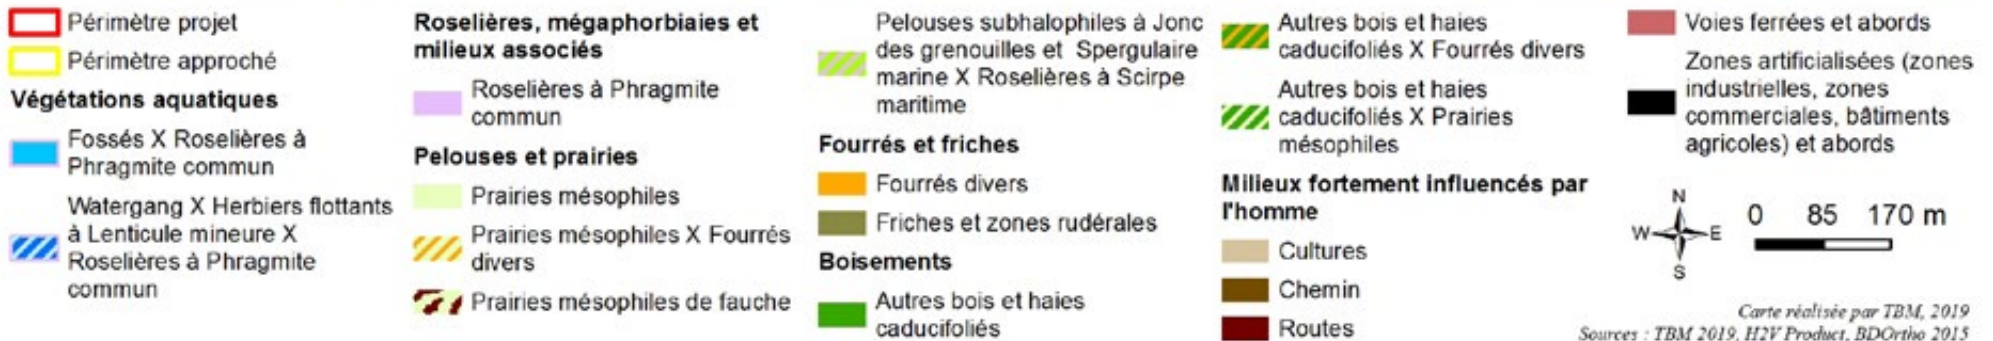 Périmètre projet
Périmètre approché
Végétations aquatiques
Fossés X Roselières à
Phragmite commun
Watergang X Herbiers flottants
à Lenticule mineure X
Roselières à Phragmite
commun
Roselières, mégaphorbiaies et
milieux associés
Roselières à Phragmite
commun
Pelouses et prairies
Prairies mésophiles
Prairies mésophiles X Fourrés
divers
Prairies mésophiles de fauche
Pelouses subhalophiles à Jonc
des grenouilles et Spergulaire
marine X Roselières à Scirpe
maritime
Fourrés et friches
Fourrés divers
Friches et zones rudérales
Boisements
Autres bois et haies
caducifoliés
Autres bois et haies
caducifoliés X Fourrés divers
Autres bois et haies
caducifoliés X Prairies
mésophiles
Milieux fortement influencés par
l'homme
Cultures
Chemin
Routes
Voies ferrées et abords
Zones artificialisées (zones
industrielles, zones
commerciales, bâtiments
agricoles) et abords
N
W E
S
0 85 170 m
Carte réalisée par TBM, 2019
Sources : TBM 2019, H2V Product, BDOrtho 2015